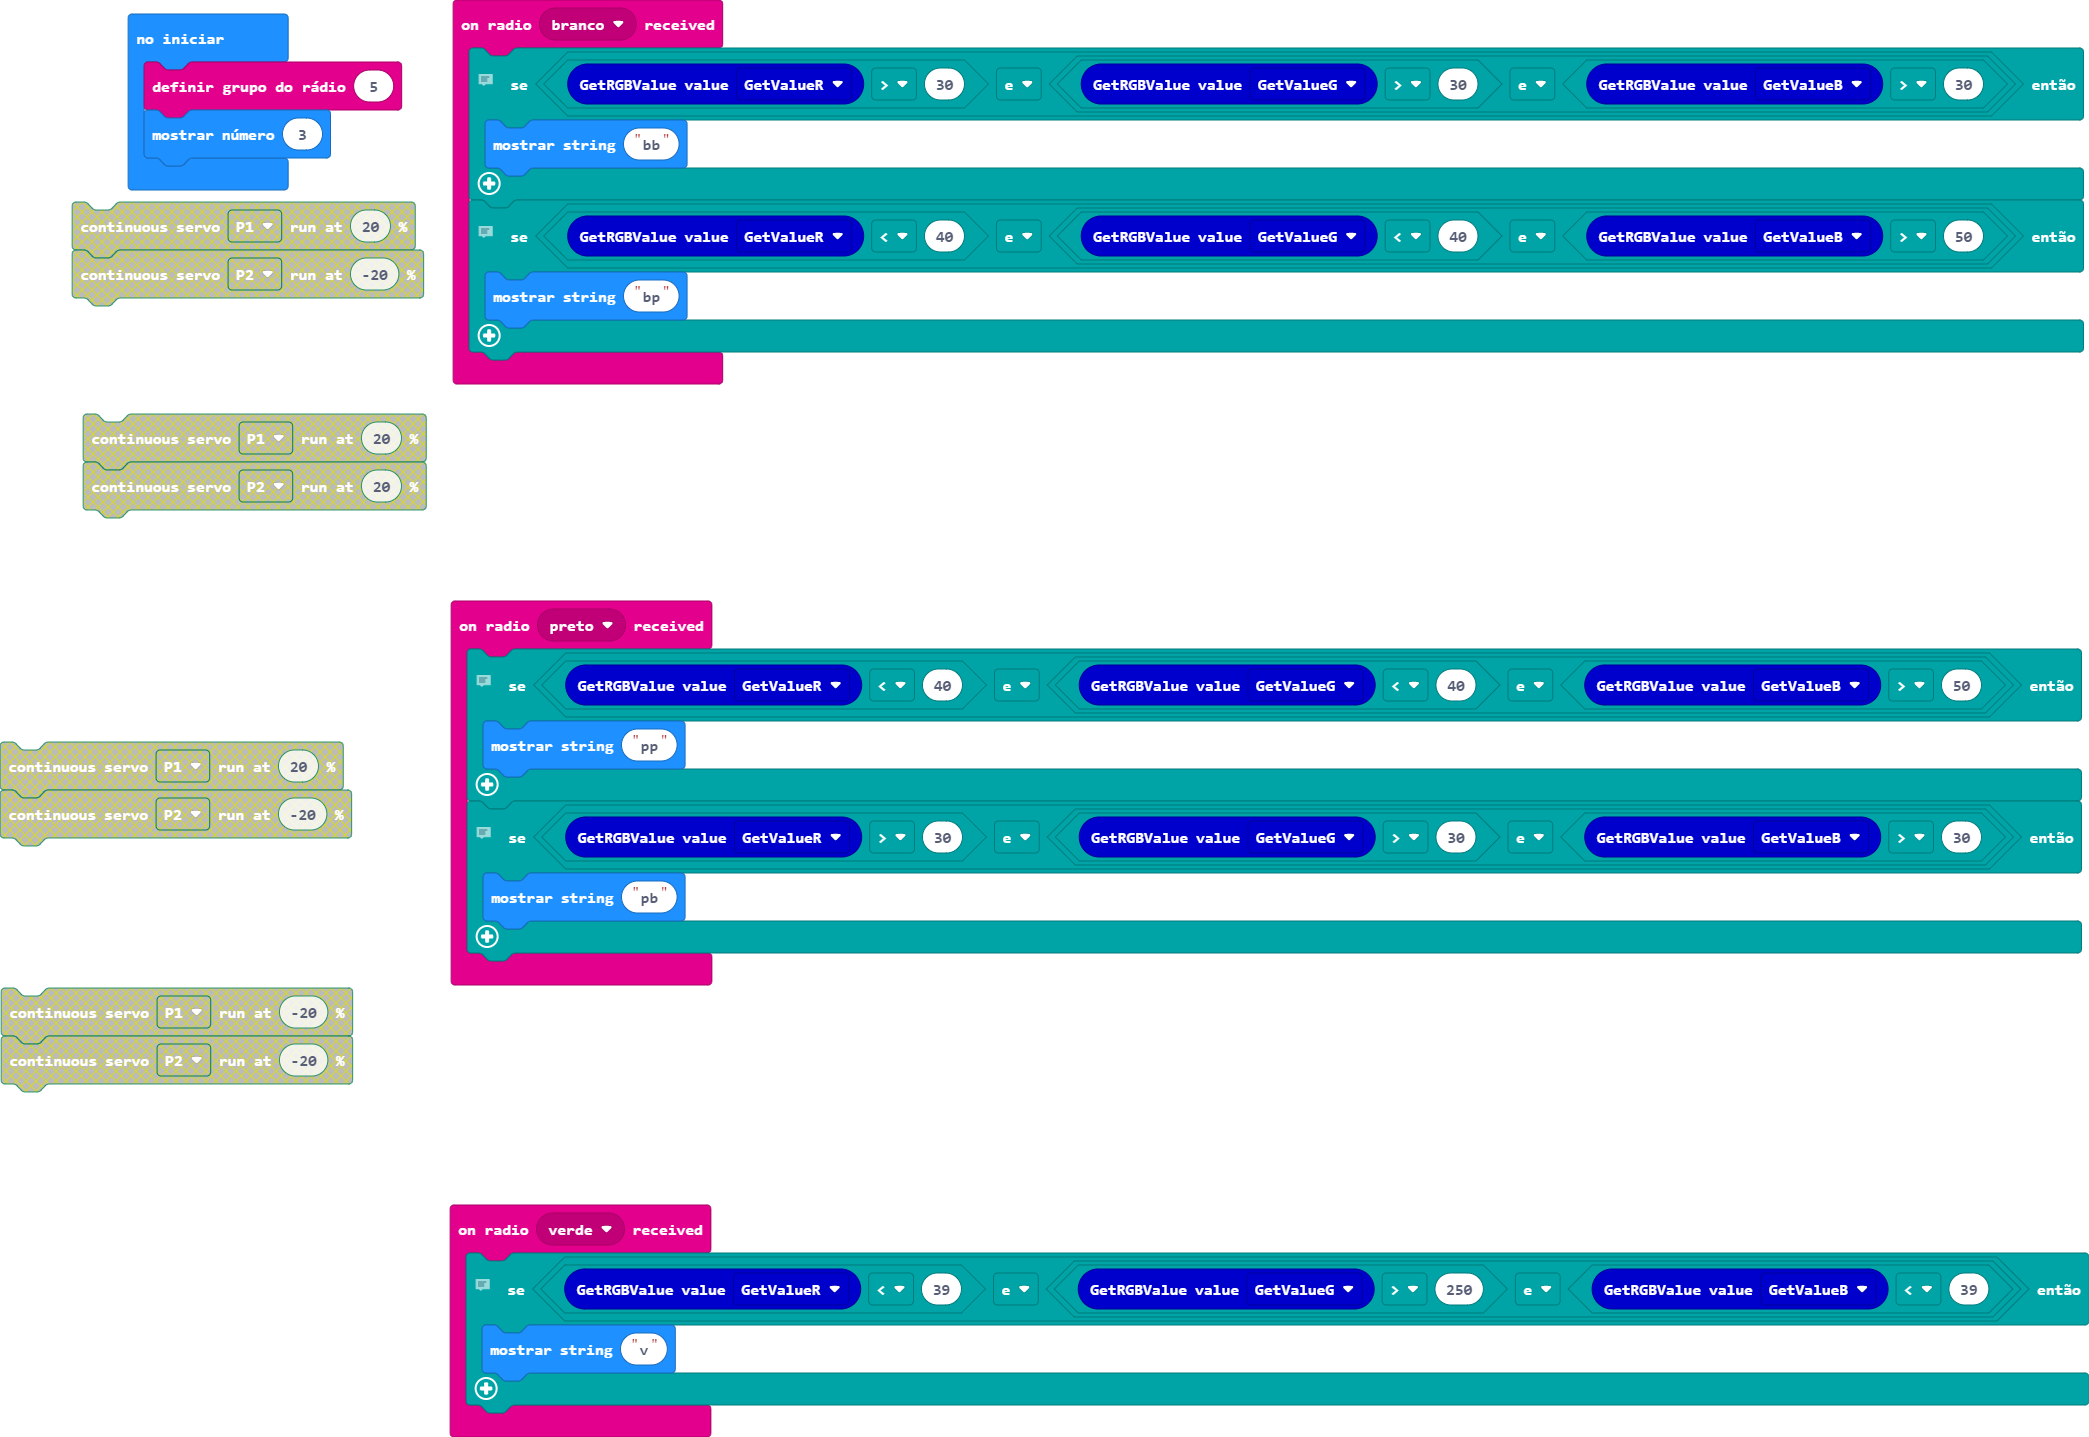 no iniciar
definir grupo do rádio 5
mostrar número 3
continuous servo P1 run at 20 %
continuous servo P2 run at -20 %
continuous servo P1 run at 20 %
continuous servo P2 run at 20 %
continuous servo P1 run at 20 %
continuous servo P2 run at -20 %
continuous servo P1 run at -20 %
continuous servo P2 run at -20 %
on radio branco received
se GetRGBValue value GetValueR > 30 e GetRGBValue value GetValueG > 30 e GetRGBValue value GetValueB > 30 então
mostrar string "bb"
se GetRGBValue value GetValueR < 40 e GetRGBValue value GetValueG < 40 e GetRGBValue value GetValueB > 50 então
mostrar string "bp"
on radio preto received
se GetRGBValue value GetValueR < 40 e GetRGBValue value GetValueG < 40 e GetRGBValue value GetValueB > 50 então
mostrar string "pp"
se GetRGBValue value GetValueR > 30 e GetRGBValue value GetValueG > 30 e GetRGBValue value GetValueB > 30 então
mostrar string "pb"
on radio verde received
se GetRGBValue value GetValueR < 39 e GetRGBValue value GetValueG > 250 e GetRGBValue value GetValueB < 39 então
mostrar string "v"